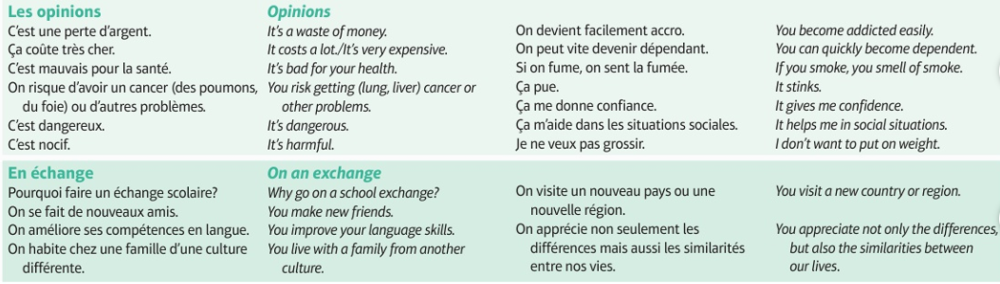 Les opinions
Opinions
C'est une perte d'argent.
It's a waste of money.
Ça coûte très cher.
It costs a lot./It's very expensive.
C'est mauvais pour la santé.
It's bad for your health.
On risque d'avoir un cancer (des poumons,
du foie) ou d'autres problèmes.
You risk getting (lung, liver) cancer or
other problems.
C'est dangereux.
It's dangerous.
C'est nocif.
It's harmful.
On devient facilement accro.
You become addicted easily.
On peut vite devenir dépendant.
You can quickly become dependent.
Si on fume, on sent la fumée.
If you smoke, you smell of smoke.
Ça pue.
It stinks.
Ça me donne confiance.
It gives me confidence.
Ça m'aide dans les situations sociales.
It helps me in social situations.
Je ne veux pas grossir.
I don't want to put on weight.
En échange
On an exchange
Pourquoi faire un échange scolaire?
Why go on a school exchange?
On se fait de nouveaux amis.
You make new friends.
On améliore ses compétences en langue.
You improve your language skills.
On habite chez une famille d'une culture
différente.
You live with a family from another
culture.
On visite un nouveau pays ou une
nouvelle région.
You visit a new country or region.
On apprécie non seulement les
différences mais aussi les similarités
entre nos vies.
You appreciate not only the differences,
but also the similarities between
our lives.